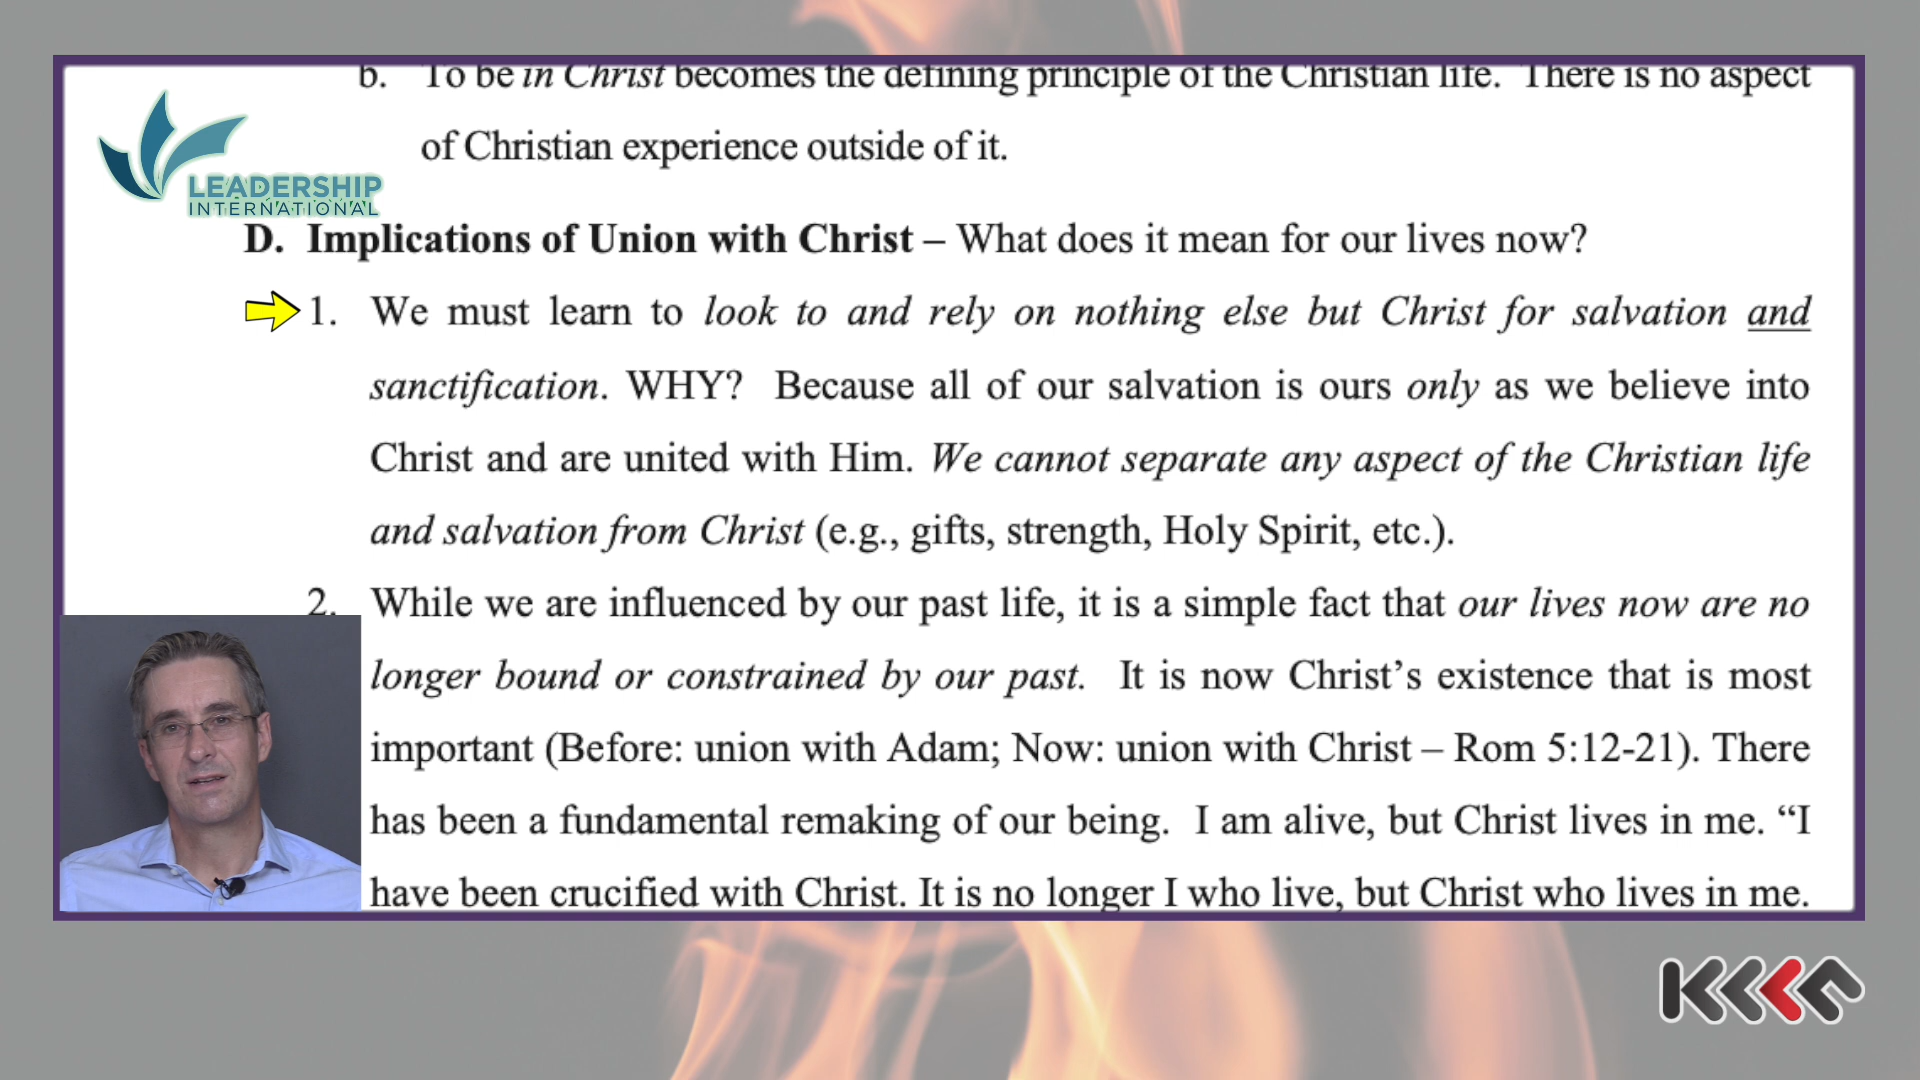 b. To be in Christ becomes the defining principle of the Christian life. There is no aspect
of Christian experience outside of it.
LEADERSHIP
INTERNATIONAL
D. Implications of Union with Christ – What does it mean for our lives now?
1. We must learn to look to and rely on nothing else but Christ for salvation and
sanctification. WHY? Because all of our salvation is ours only as we believe into
Christ and are united with Him. We cannot separate any aspect of the Christian life
and salvation from Christ (e.g., gifts, strength, Holy Spirit, etc.).
2. While we are influenced by our past life, it is a simple fact that our lives now are no
longer bound or constrained by our past. It is now Christ’s existence that is most
important (Before: union with Adam; Now: union with Christ – Rom 5:12-21). There
has been a fundamental remaking of our being. I am alive, but Christ lives in me. “I
have been crucified with Christ. It is no longer I who live, but Christ who lives in me.